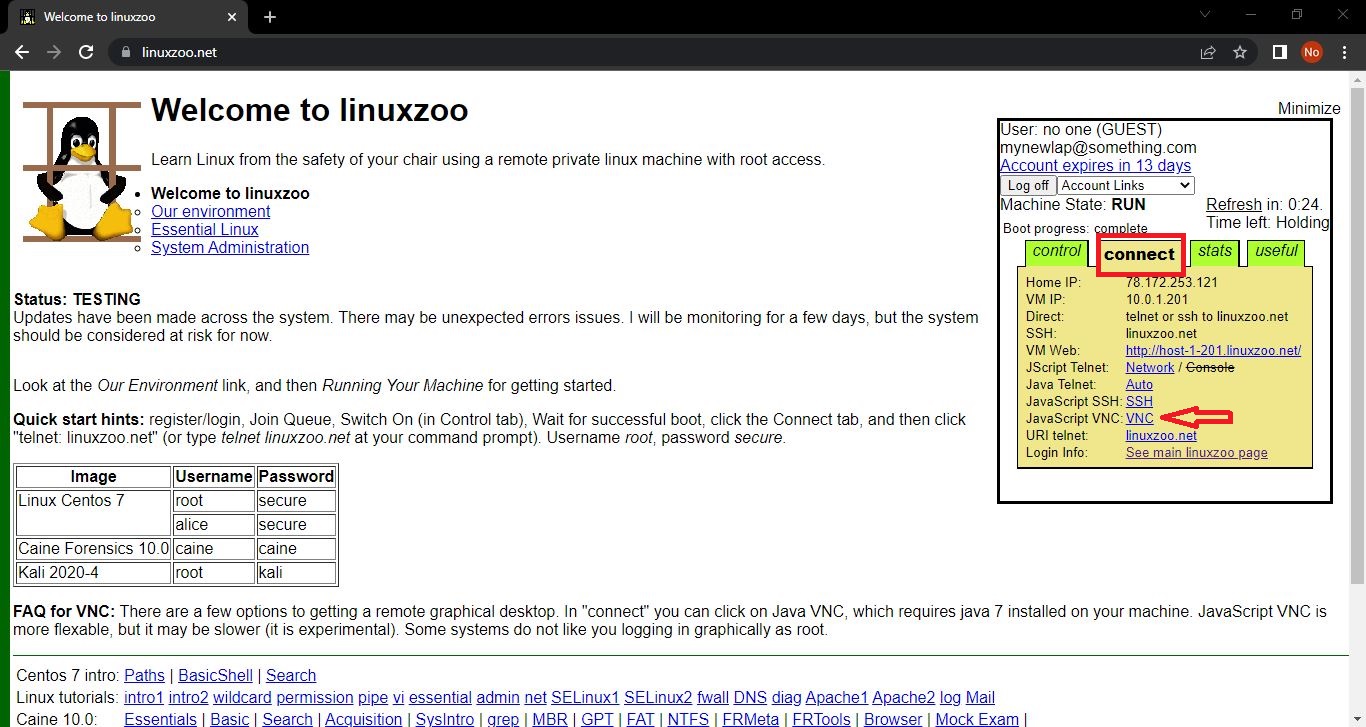 Welcome to linuxzoo
linuxzoo.net
No
Welcome to linuxzoo
Learn Linux from the safety of your chair using a remote private linux machine with root access.
Welcome to linuxzoo
Our environment
Essential Linux
System Administration
Minimize
User: no one (GUEST)
mynewlap@something.com
Account expires in 13 days
Log off Account Links
Machine State: RUN
Refresh in: 0:24.
Time left: Holding
Boot progress: complete
control connect stats useful
Home IP: 78.172.253.121
VM IP: 10.0.1.201
Direct: telnet or ssh to linuxzoo.net
SSH: linuxzoo.net
VM Web: http://host-1-201.linuxzoo.net/
JScript Telnet: Network / Console
Java Telnet: Auto
JavaScript SSH: SSH
JavaScript VNC: VNC
URI telnet: linuxzoo.net
Login Info: See main linuxzoo page
Status: TESTING
Updates have been made across the system. There may be unexpected errors issues. I will be monitoring for a few days, but the system
should be considered at risk for now.
Look at the Our Environment link, and then Running Your Machine for getting started.
Quick start hints: register/login, Join Queue, Switch On (in Control tab), Wait for successful boot, click the Connect tab, and then click
"telnet: linuxzoo.net" (or type telnet linuxzoo.net at your command prompt). Username root, password secure.
Image Username Password
Linux Centos 7 root secure
alice secure
Caine Forensics 10.0 caine caine
Kali 2020-4 root kali
FAQ for VNC: There are a few options to getting a remote graphical desktop. In "connect" you can click on Java VNC, which requires java 7 installed on your machine. JavaScript VNC is
more flexable, but it may be slower (it is experimental). Some systems do not like you logging in graphically as root.
Centos 7 intro: Paths | BasicShell | Search
Linux tutorials: intro1 intro2 wildcard permission pipe vi essential admin net SELinux1 SELinux2 fwall DNS diag Apache1 Apache2 log Mail
Caine 10.0: Essentials | Basic | Search | Acquisition | SysIntro | grep | MBR | GPT | FAT | NTFS | FRMeta | FRTools | Browser | Mock Exam |